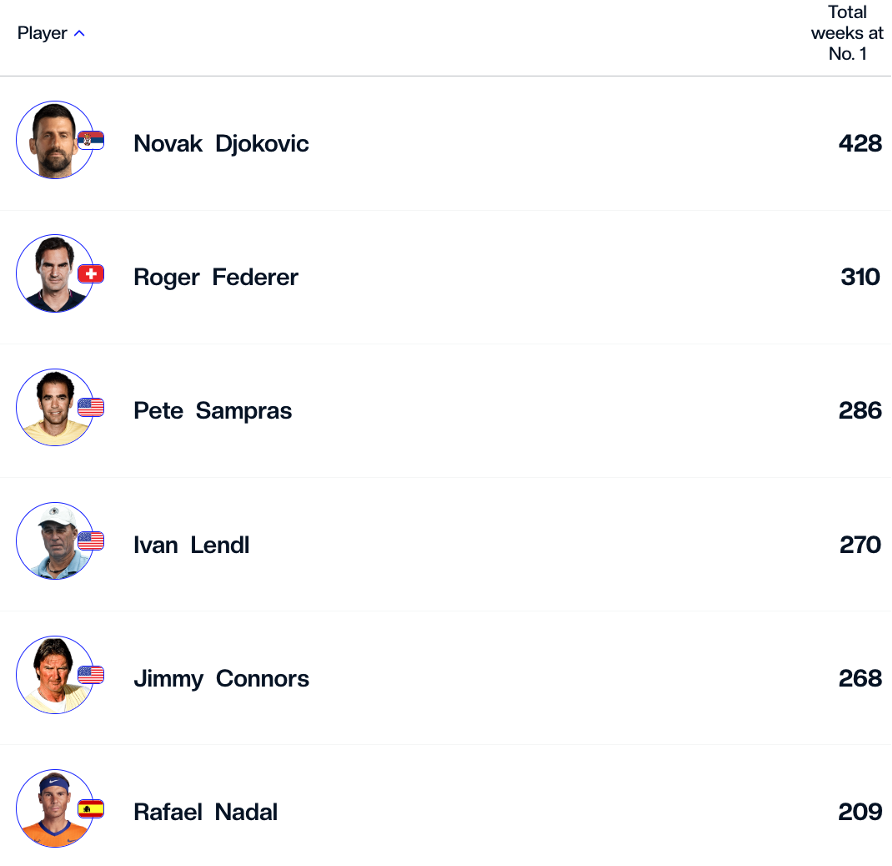 Player
Total
weeks at
No. 1
Novak Djokovic
428
Roger Federer
310
Pete Sampras
286
Ivan Lendl
270
Jimmy Connors
268
Rafael Nadal
209